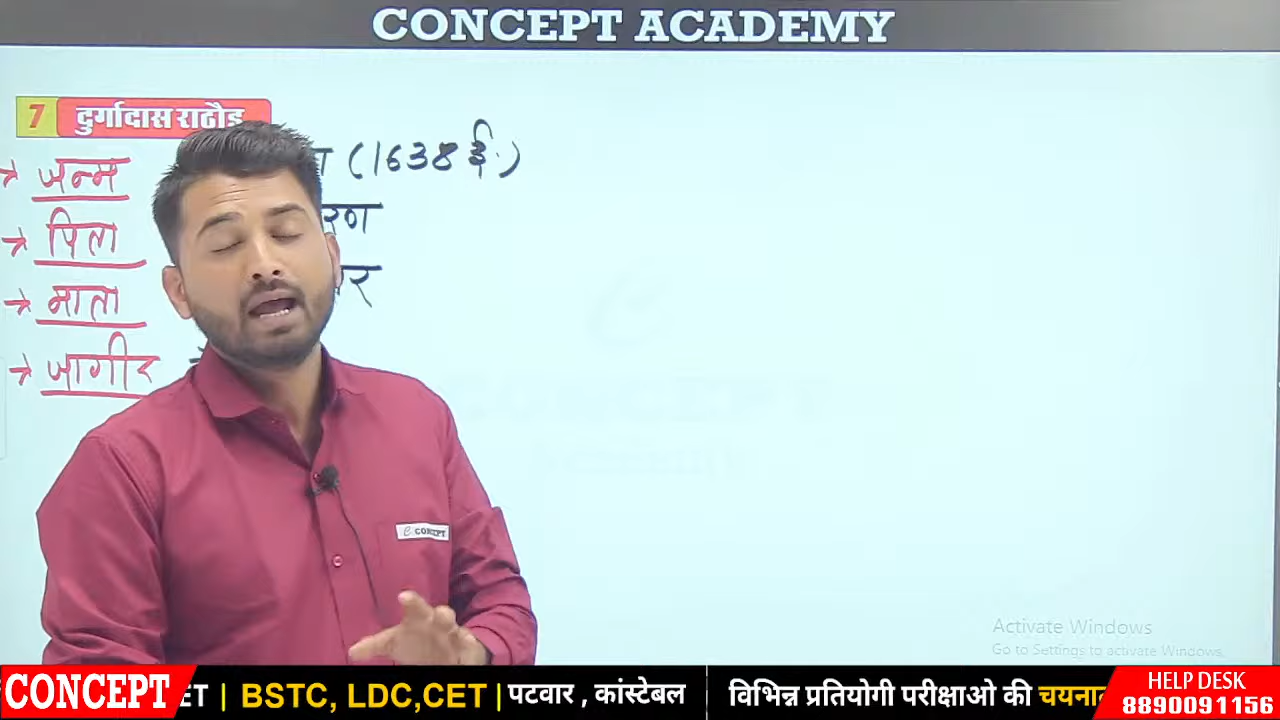 CONCEPT ACADEMY
7 दुर्गादास राठौड़
→ जन्म (1638 ई.)
→ पिता
→ माता
→ जागीर
e CONCEPT
Activate Windows
Go to Settings to activate Windows.
CONCEPT ET | BSTC, LDC,CET | पटवार , कांस्टेबल विभिन्न प्रतियोगी परीक्षाओ की HELP DESK
8890091156